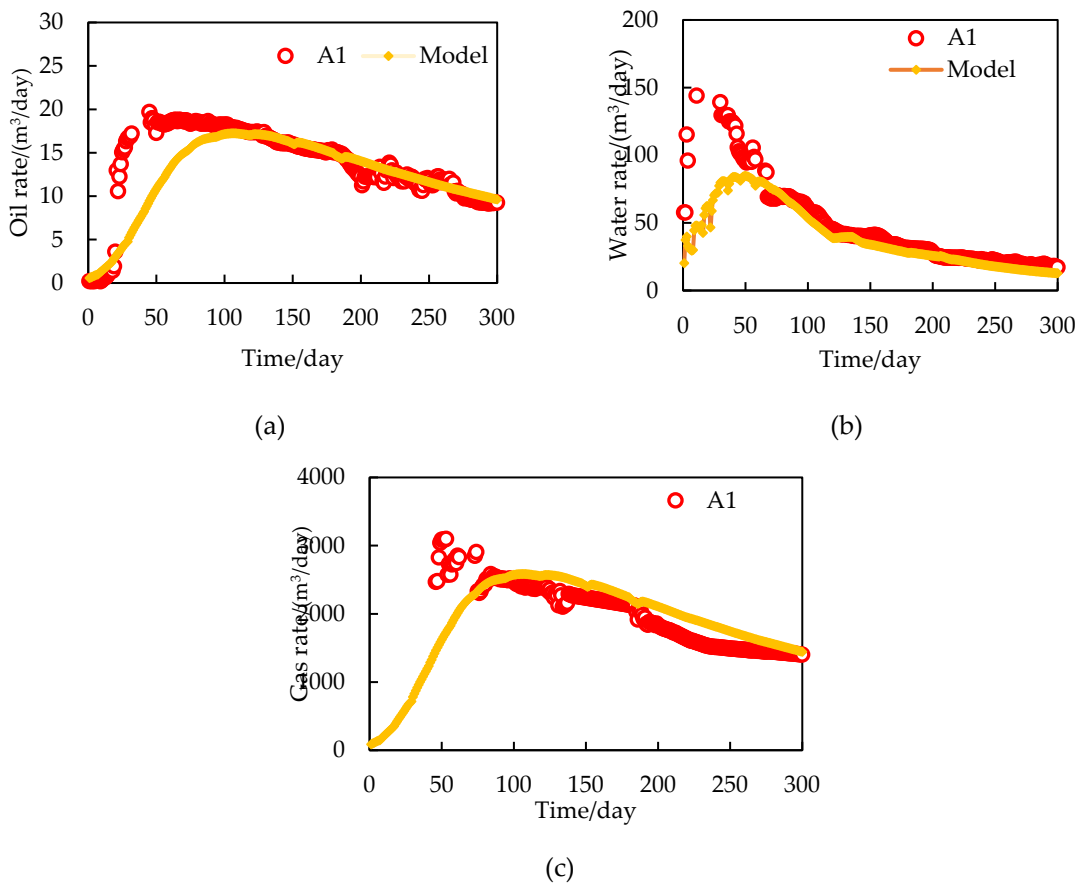 30
25
20
15
10
5
0
Oil rate/(m³/day)
A1 Model
0 50 100 150 200 250 300
Time/day
(a)
200
150
100
50
0
Water rate/(m³/day)
A1
Model
0 50 100 150 200 250 300
Time/day
(b)
4000
3000
2000
1000
0
Gas rate/(m³/day)
A1
0 50 100 150 200 250 300
Time/day
(c)